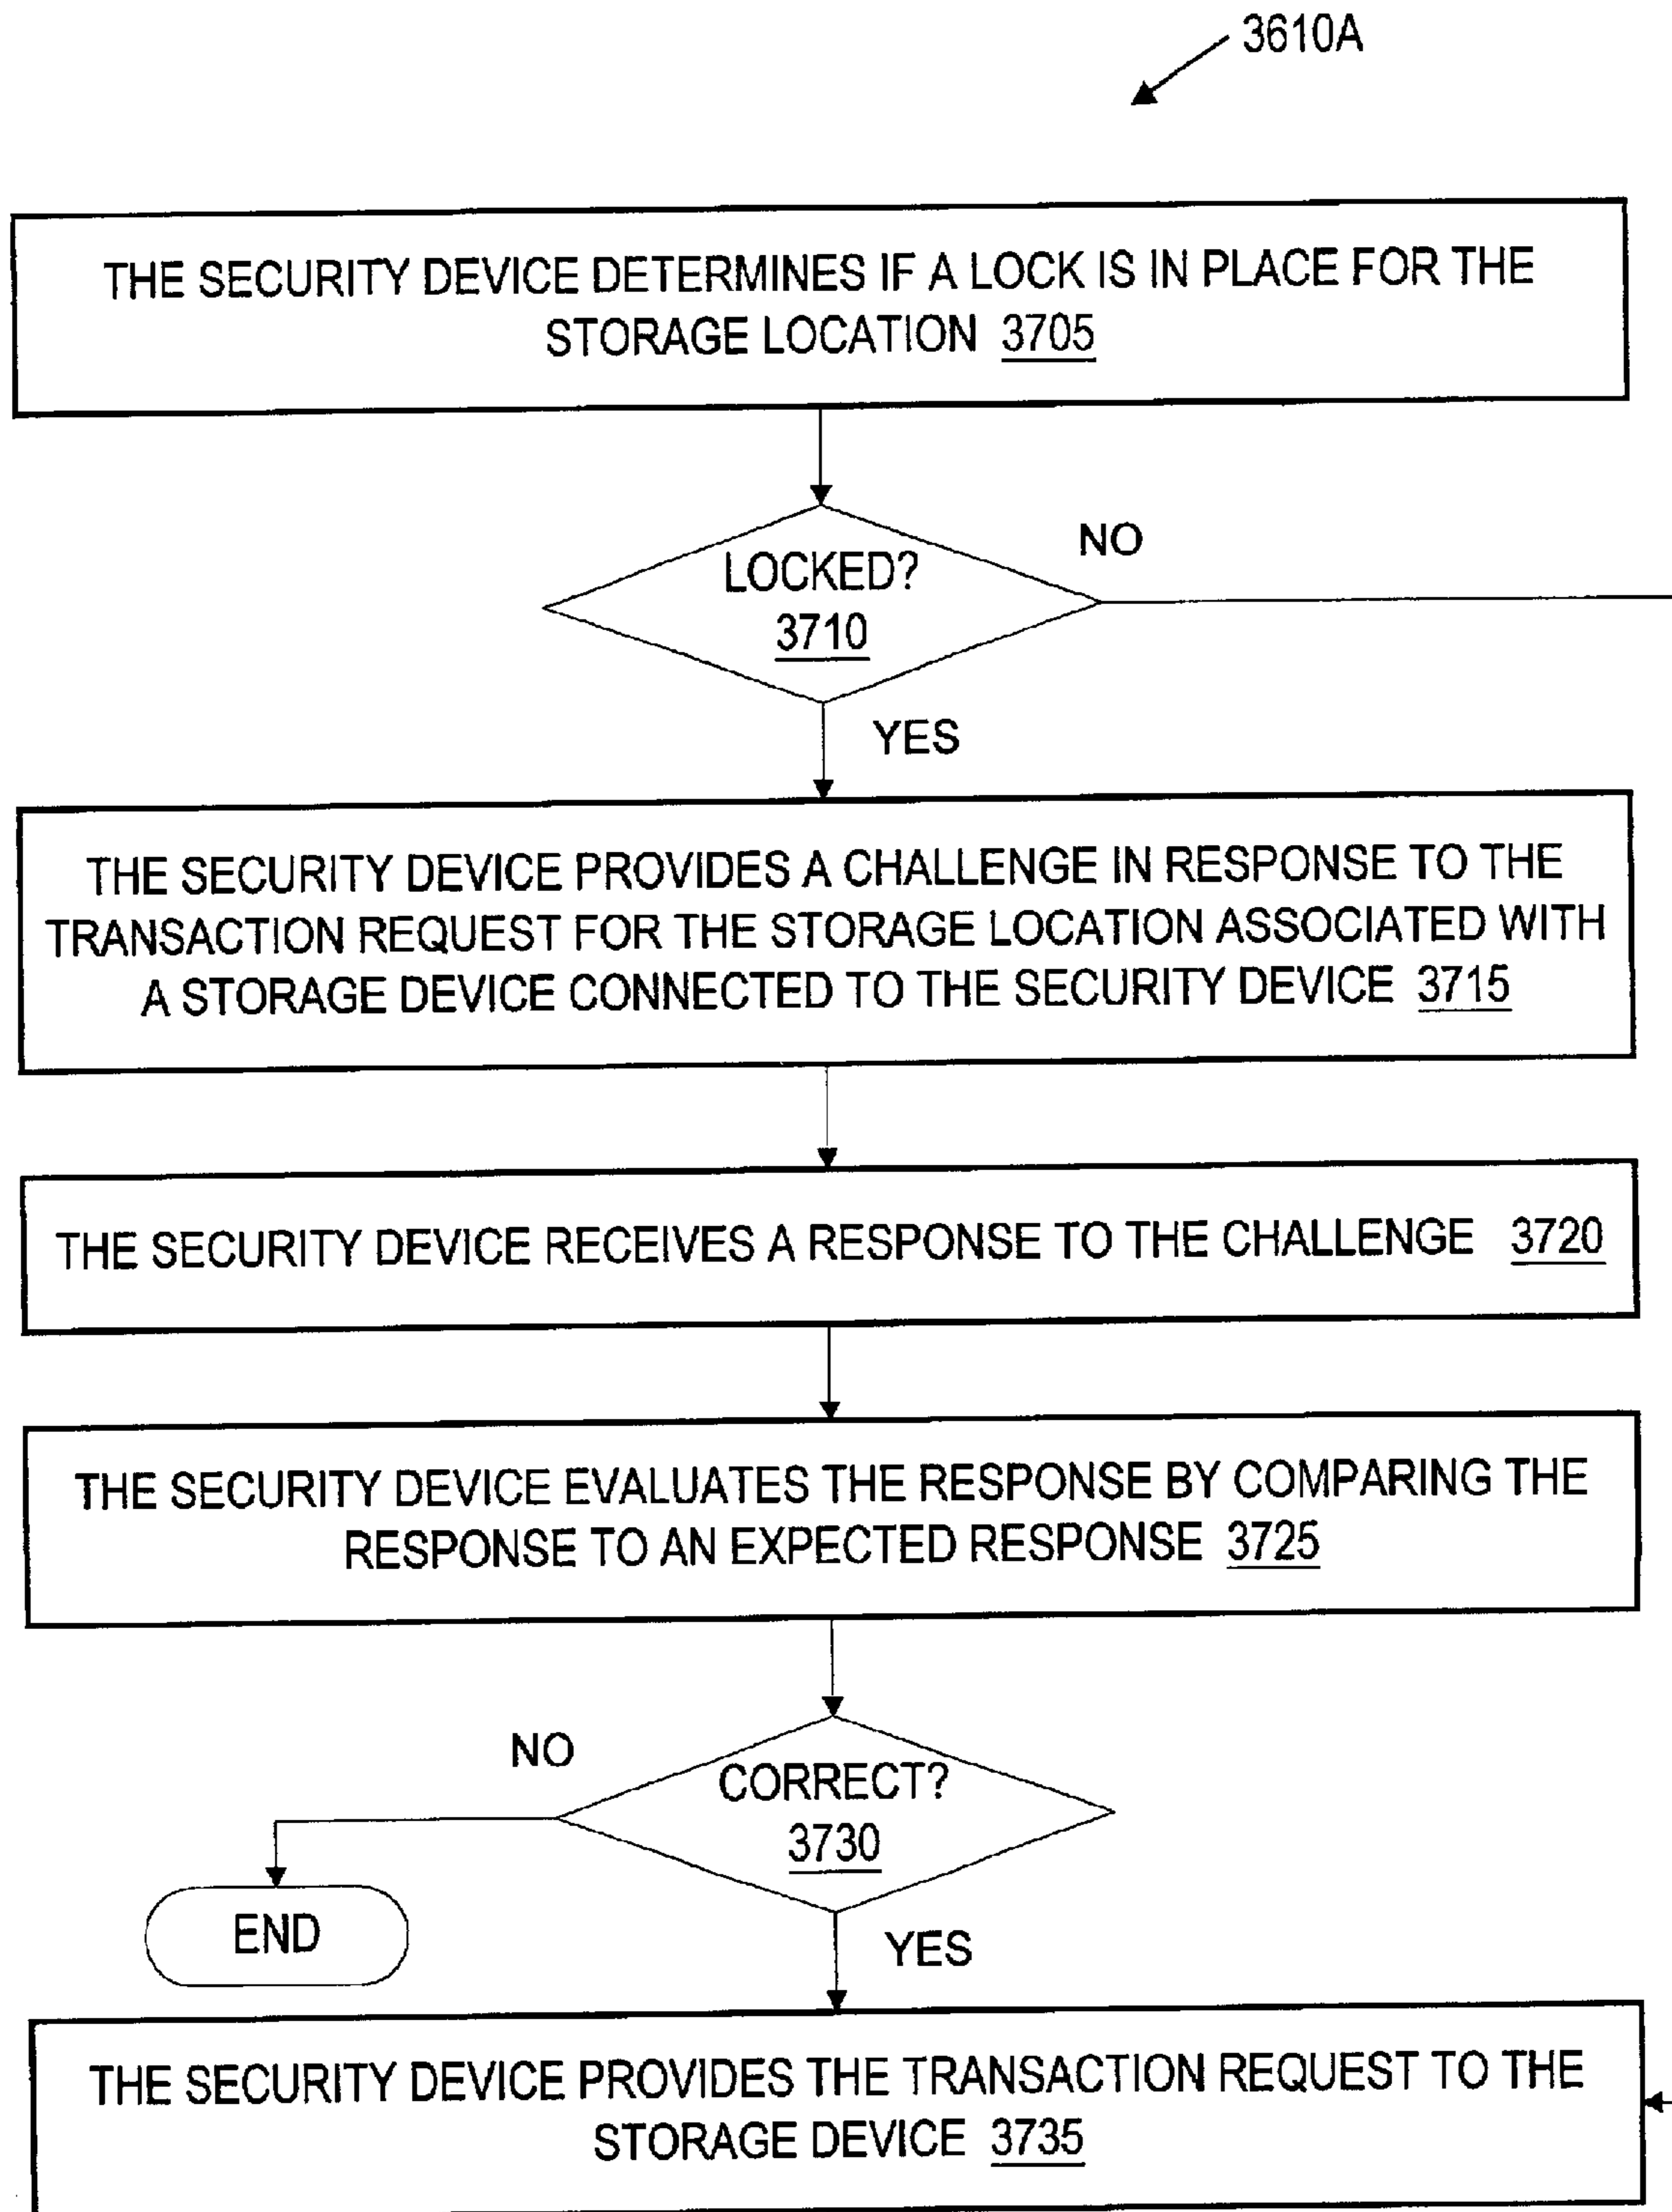 3610A
THE SECURITY DEVICE DETERMINES IF A LOCK IS IN PLACE FOR THE
STORAGE LOCATION 3705
LOCKED?
3710
NO
YES
THE SECURITY DEVICE PROVIDES A CHALLENGE IN RESPONSE TO THE
TRANSACTION REQUEST FOR THE STORAGE LOCATION ASSOCIATED WITH
A STORAGE DEVICE CONNECTED TO THE SECURITY DEVICE 3715
THE SECURITY DEVICE RECEIVES A RESPONSE TO THE CHALLENGE 3720
THE SECURITY DEVICE EVALUATES THE RESPONSE BY COMPARING THE
RESPONSE TO AN EXPECTED RESPONSE 3725
NO
CORRECT?
3730
END
YES
THE SECURITY DEVICE PROVIDES THE TRANSACTION REQUEST TO THE
STORAGE DEVICE 3735